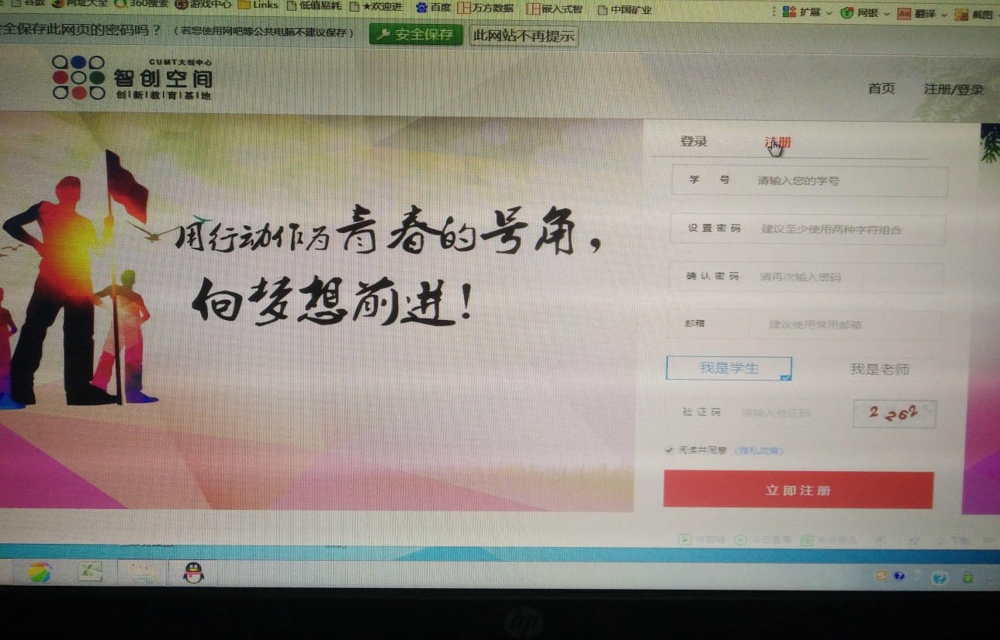 谷歌 网址大全 360搜索 游戏中心 Links 低值易耗 ★欢迎进 百度 万方数据 嵌入式智 中国矿业 扩展 网银 翻译 截图
全保存此网页的密码吗？（若您使用网吧等公共电脑不建议保存） 安全保存 此网站不再提示
CUMT大创中心
智创空间
创新教育基地
首页 注册/登录
用行动作为青春的号角，
向梦想前进！
登录 注册
学 号 请输入您的学号
设置密码 建议至少使用两种字符组合
确认密码 请再次输入密码
邮箱 建议使用常用邮箱
我是学生 我是老师
验证码 请输入验证码 2262
阅读并同意《隐私政策》
立即注册
今日直播
hp